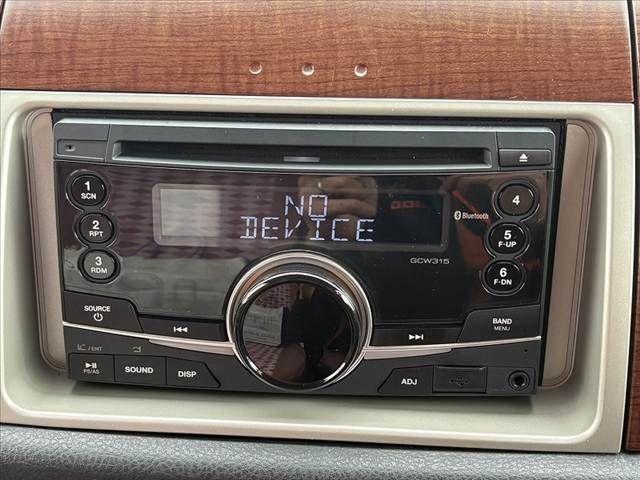 NO
DEVICE
Bluetooth
GCW315
1
SCN
2
RPT
3
RDM
4
5
F-UP
6
F-DN
SOURCE
BAND
MENU
/ ENT
PS/AS
SOUND
DISP
ADJ